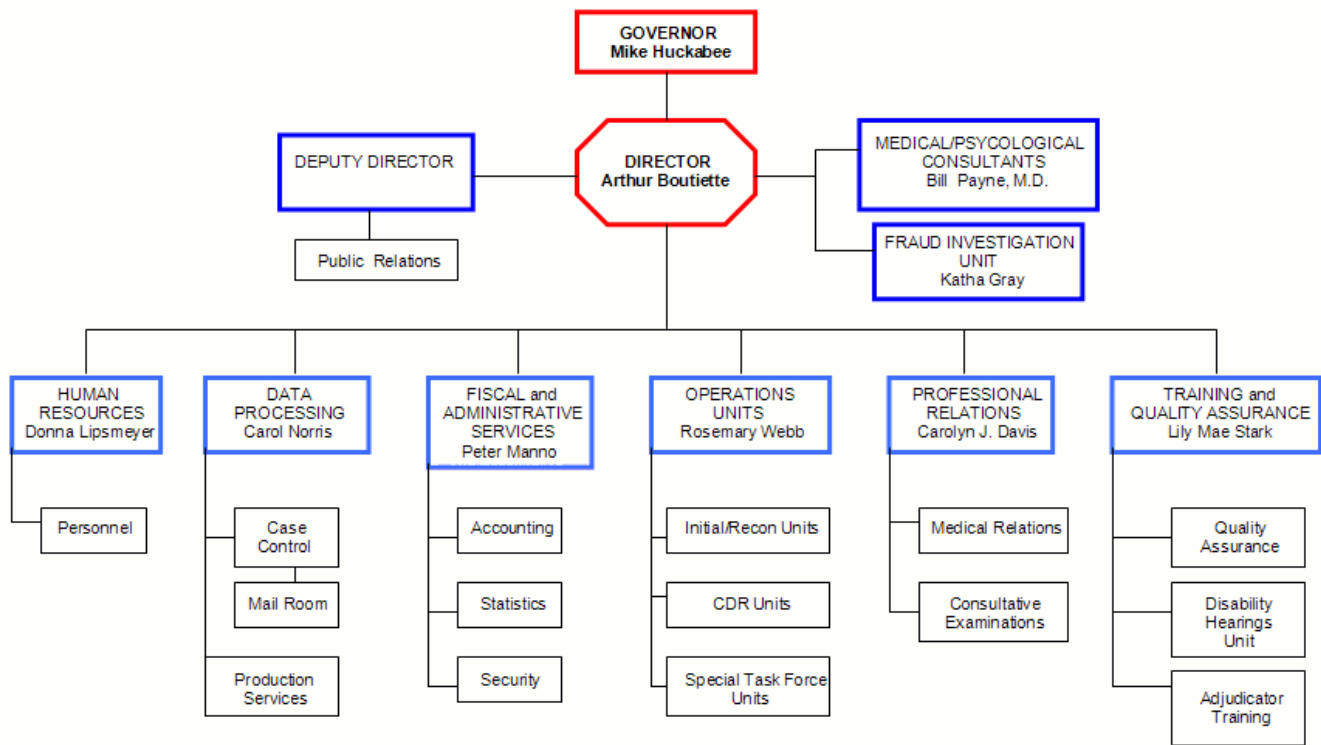 GOVERNOR
Mike Huckabee
DEPUTY DIRECTOR
DIRECTOR
Arthur Boutiette
MEDICAL/PSYCOLOGICAL
CONSULTANTS
Bill Payne, M.D.
Public Relations
FRAUD INVESTIGATION
UNIT
Katha Gray
HUMAN
RESOURCES
Donna Lipsmeyer
DATA
PROCESSING
Carol Norris
FISCAL and
ADMINISTRATIVE
SERVICES
Peter Manno
OPERATIONS
UNITS
Rosemary Webb
PROFESSIONAL
RELATIONS
Carolyn J. Davis
TRAINING and
QUALITY ASSURANCE
Lily Mae Stark
Personnel
Case
Control
Mail Room
Production
Services
Accounting
Statistics
Security
Initial/Recon Units
CDR Units
Special Task Force
Units
Medical Relations
Consultative
Examinations
Quality
Assurance
Disability
Hearings
Unit
Adjudicator
Training